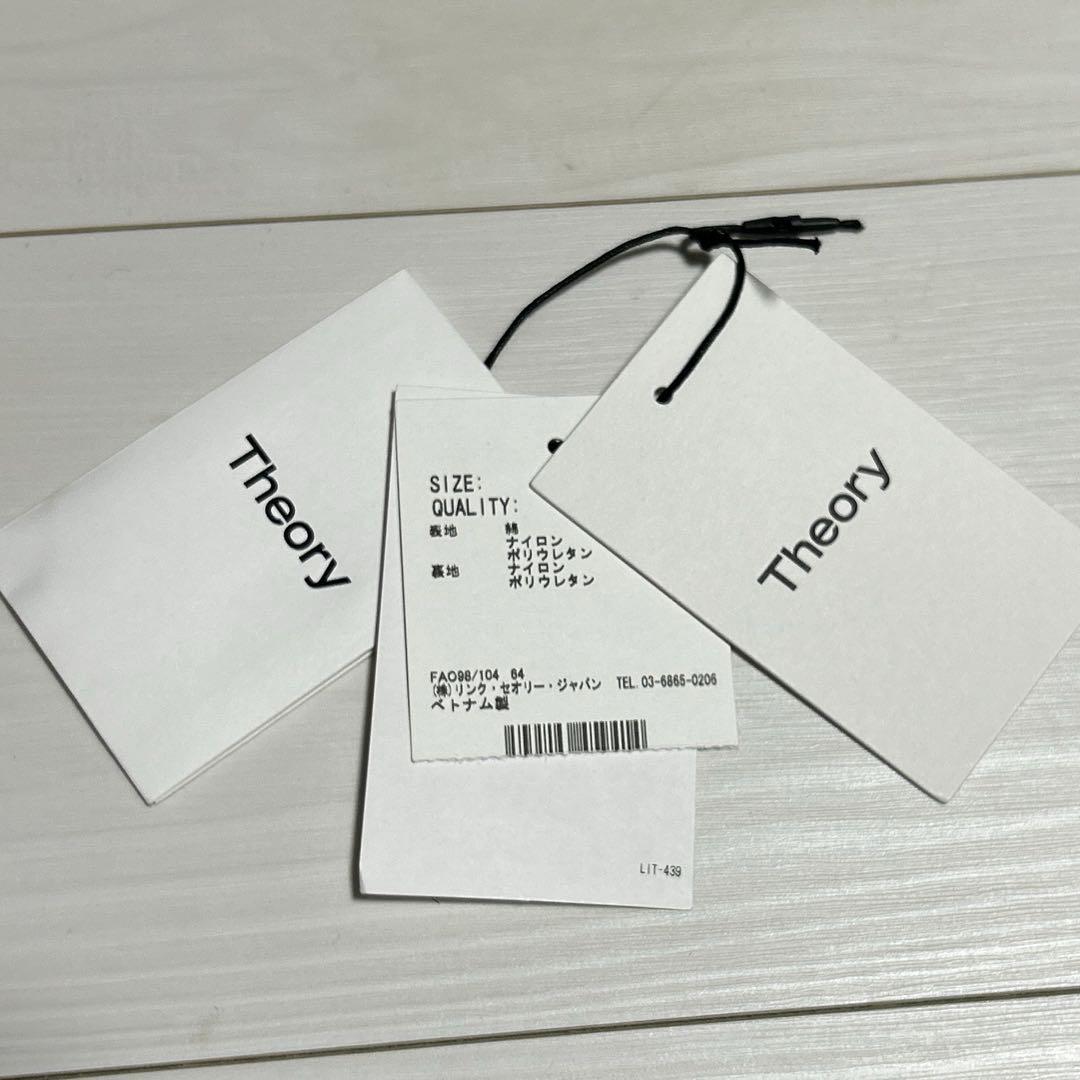 Theory
SIZE:
QUALITY:
表地 綿
ナイロン
ポリウレタン
裏地 ナイロン
ポリウレタン
FA098/104 64
(株)リンク・セオリー・ジャパン TEL. 03-6865-0206
ベトナム製
LIT-439
Theory